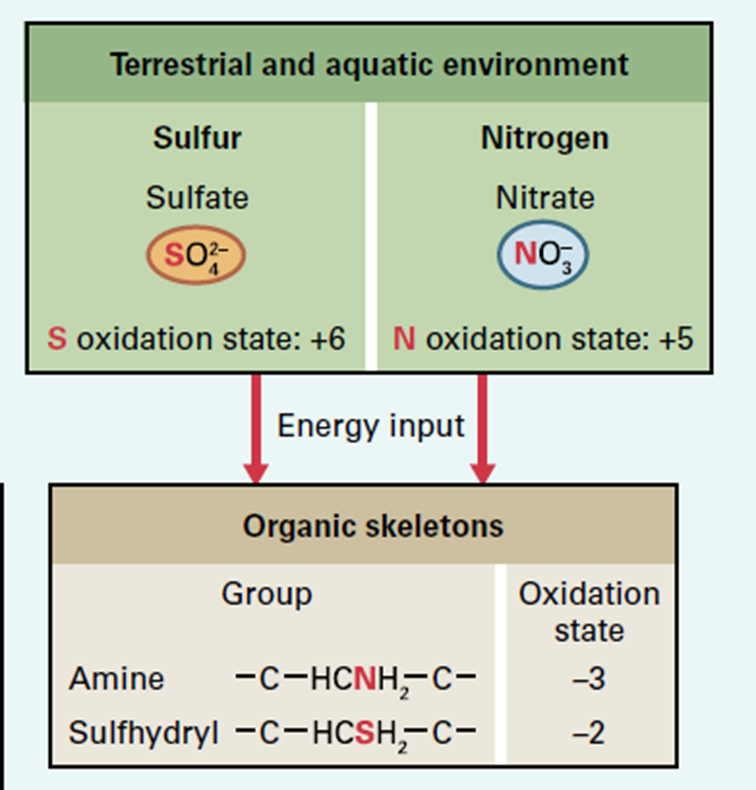 Terrestrial and aquatic environment
Sulfur
Nitrogen
Sulfate
Nitrate
SO₄²⁻
NO₃⁻
S oxidation state: +6
N oxidation state: +5
Energy input
Organic skeletons
Group
Oxidation
state
Amine –C–HCNH₂–C– –3
Sulfhydryl –C–HCSH₂–C– –2